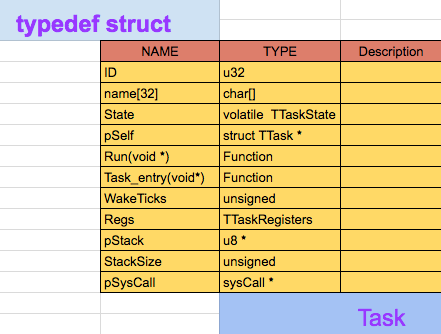 typedef struct
NAME TYPE Description
ID u32
name[32] char[]
State volatile  TTaskState
pSelf struct TTask *
Run(void *) Function
Task_entry(void*) Function
WakeTicks unsigned
Regs TTaskRegisters
pStack u8 *
StackSize unsigned
pSysCall sysCall *
Task